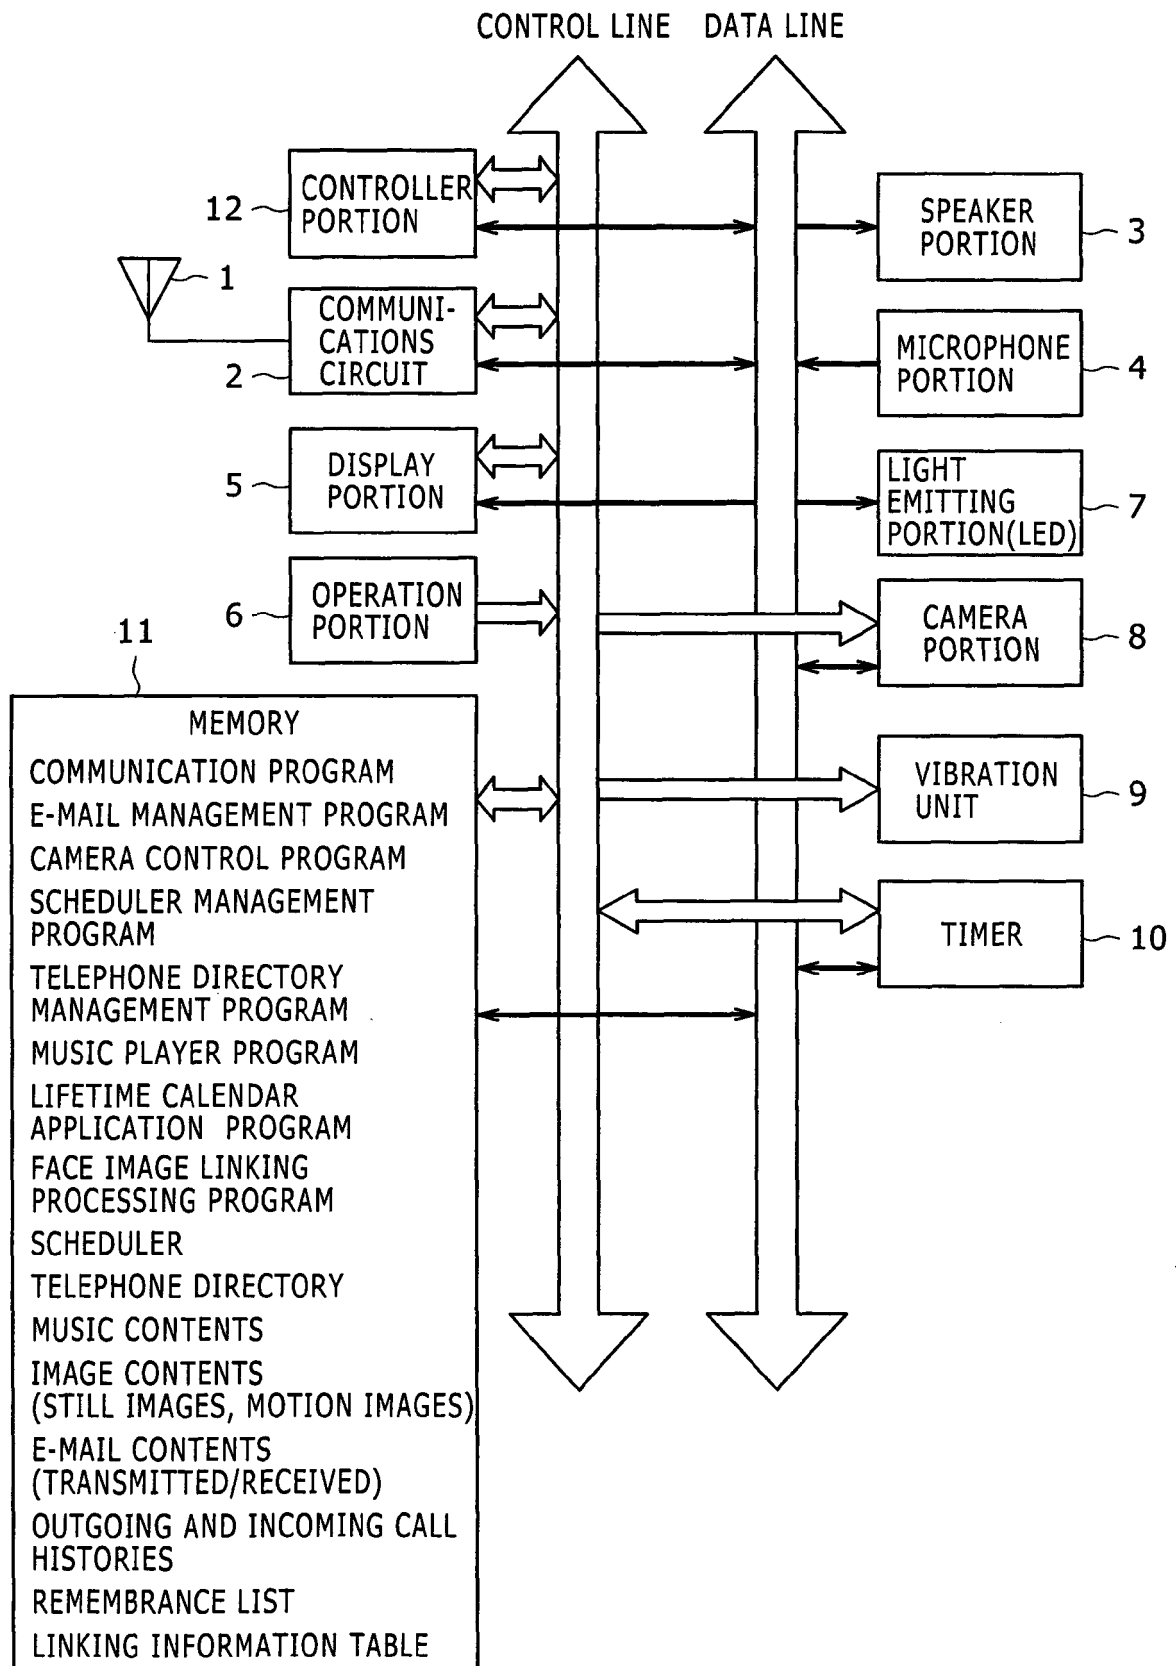 CONTROL LINE DATA LINE
CONTROLLER
PORTION
12
1
COMMUNI-
CATIONS
CIRCUIT
2
DISPLAY
PORTION
5
OPERATION
PORTION
6
SPEAKER
PORTION
3
MICROPHONE
PORTION
4
LIGHT
EMITTING
PORTION(LED)
7
CAMERA
PORTION
8
VIBRATION
UNIT
9
TIMER
10
11
MEMORY
COMMUNICATION PROGRAM
E-MAIL MANAGEMENT PROGRAM
CAMERA CONTROL PROGRAM
SCHEDULER MANAGEMENT
PROGRAM
TELEPHONE DIRECTORY
MANAGEMENT PROGRAM
MUSIC PLAYER PROGRAM
LIFETIME CALENDAR
APPLICATION PROGRAM
FACE IMAGE LINKING
PROCESSING PROGRAM
SCHEDULER
TELEPHONE DIRECTORY
MUSIC CONTENTS
IMAGE CONTENTS
(STILL IMAGES, MOTION IMAGES)
E-MAIL CONTENTS
(TRANSMITTED/RECEIVED)
OUTGOING AND INCOMING CALL
HISTORIES
REMEMBRANCE LIST
LINKING INFORMATION TABLE